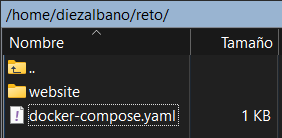 /home/diezalbano/reto/
Nombre Tamaño
..
website
docker-compose.yaml 1 KB